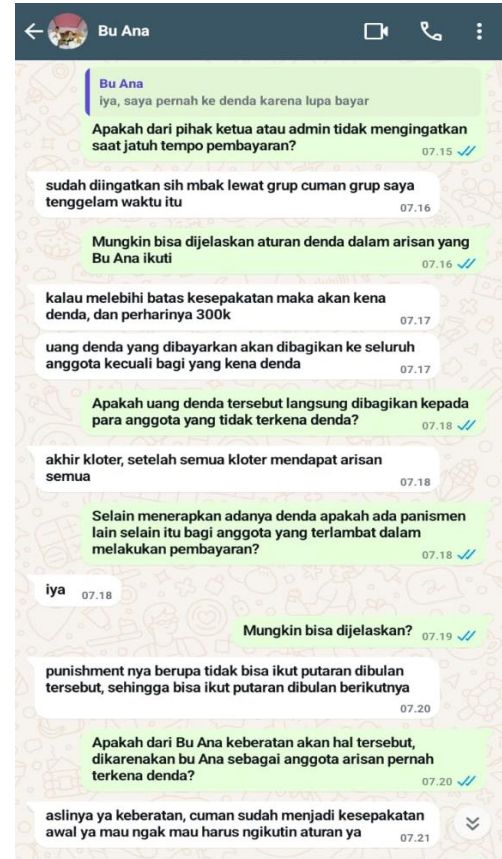 Bu Ana
Bu Ana
iya, saya pernah ke denda karena lupa bayar
Apakah dari pihak ketua atau admin tidak mengingatkan
saat jatuh tempo pembayaran?
07.15
sudah diingatkan sih mbak lewat grup cuman grup saya
tenggelam waktu itu
07.16
Mungkin bisa dijelaskan aturan denda dalam arisan yang
Bu Ana ikuti
07.16
kalau melebihi batas kesepakatan maka akan kena
denda, dan perharinya 300k
07.17
uang denda yang dibayarkan akan dibagikan ke seluruh
anggota kecuali bagi yang kena denda
07.17
Apakah uang denda tersebut langsung dibagikan kepada
para anggota yang tidak terkena denda?
07.18
akhir kloter, setelah semua kloter mendapat arisan
semua
07.18
Selain menerapkan adanya denda apakah ada panismen
lain selain itu bagi anggota yang terlambat dalam
melakukan pembayaran?
07.18
iya
07.18
Mungkin bisa dijelaskan?
07.19
punishment nya berupa tidak bisa ikut putaran dibulan
tersebut, sehingga bisa ikut putaran dibulan berikutnya
07.20
Apakah dari Bu Ana keberatan akan hal tersebut,
dikarenakan bu Ana sebagai anggota arisan pernah
terkena denda?
07.20
aslinya ya keberatan, cuman sudah menjadi kesepakatan
awal ya mau ngak mau harus ngikutin aturan ya
07.21